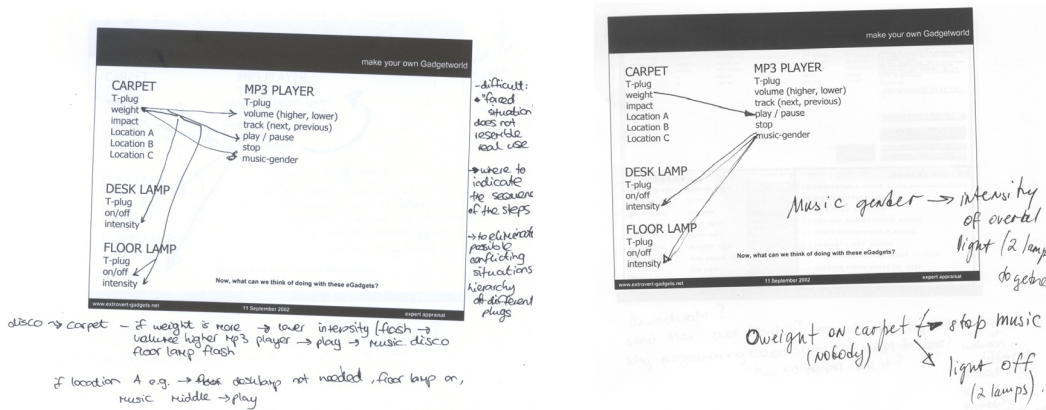 make your own Gadgetworld
CARPET
T-plug
weight
impact
Location A
Location B
Location C
MP3 PLAYER
T-plug
volume (higher, lower)
track (next, previous)
play / pause
stop
music-gender
DESK LAMP
T-plug
on/off
intensity
FLOOR LAMP
T-plug
on/off
intensity
Now, what can we think of doing with these eGadgets?
www.extrovert-gadgets.net
11 September 2002
expert appraisal
- difficult:
situation
does not
resemble
real use
→ where to
indicate
the sequence
of the steps
→ to eliminate
possible
conflicting
situations
hierarchy
of different
plugs
disco → carpet - if weight is more → lower intensity (flash →
volume higher mp3 player → play → music disco
floor lamp flash
if location A e.g. → desklamp not needed, floor lamp on,
music middle → play
make your own Gadgetworld
CARPET
T-plug
weight
impact
Location A
Location B
Location C
MP3 PLAYER
T-plug
volume (higher, lower)
track (next, previous)
play / pause
stop
music-gender
DESK LAMP
T-plug
on/off
intensity
FLOOR LAMP
T-plug
on/off
intensity
Now, what can we think of doing with these eGadgets?
www.extrovert-gadgets.net
11 September 2002
expert appraisal
Music gender → intensity
of overal
light (2 lamp
together
0 weight on carpet → stop music
(nobody)
light off
(2 lamps).